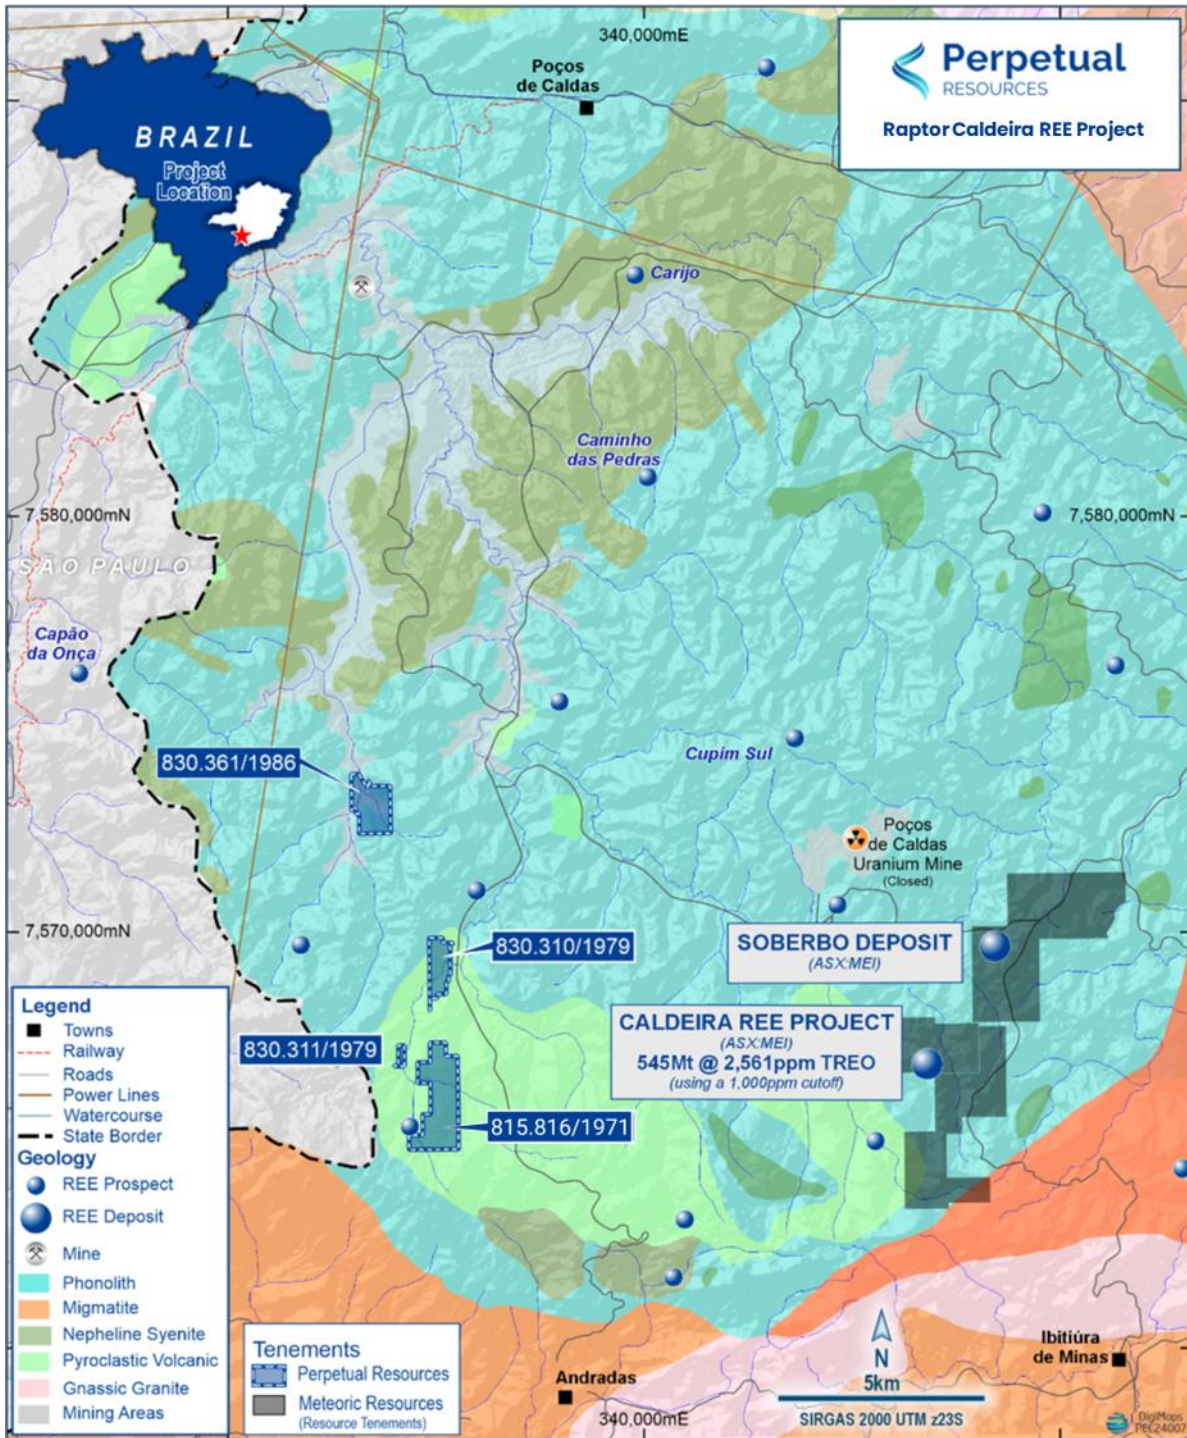 340,000mE
Poços
de Caldas
Perpetual
RESOURCES
Raptor Caldeira REE Project
BRAZIL
Project
Location
Carijo
Caminho
das Pedras
7,580,000mN
7,580,000mN
SÃO PAULO
Capão
da Onça
830.361/1986
Cupim Sul
Poços
de Caldas
Uranium Mine
(Closed)
7,570,000mN
830.310/1979
SOBERBO DEPOSIT
(ASX:MEI)
CALDEIRA REE PROJECT
(ASX:MEI)
545Mt @ 2,561ppm TREO
(using a 1,000ppm cutoff)
830.311/1979
815.816/1971
Legend
Towns
Railway
Roads
Power Lines
Watercourse
State Border
Geology
REE Prospect
REE Deposit
Mine
Phonolith
Migmatite
Nepheline Syenite
Pyroclastic Volcanic
Gnassic Granite
Mining Areas
Tenements
Perpetual Resources
Meteoric Resources
(Resource Tenements)
Andradas
340,000mE
N
5km
SIRGAS 2000 UTM z23S
Ibitiúra
de Minas
DigiMaps
PEC24007